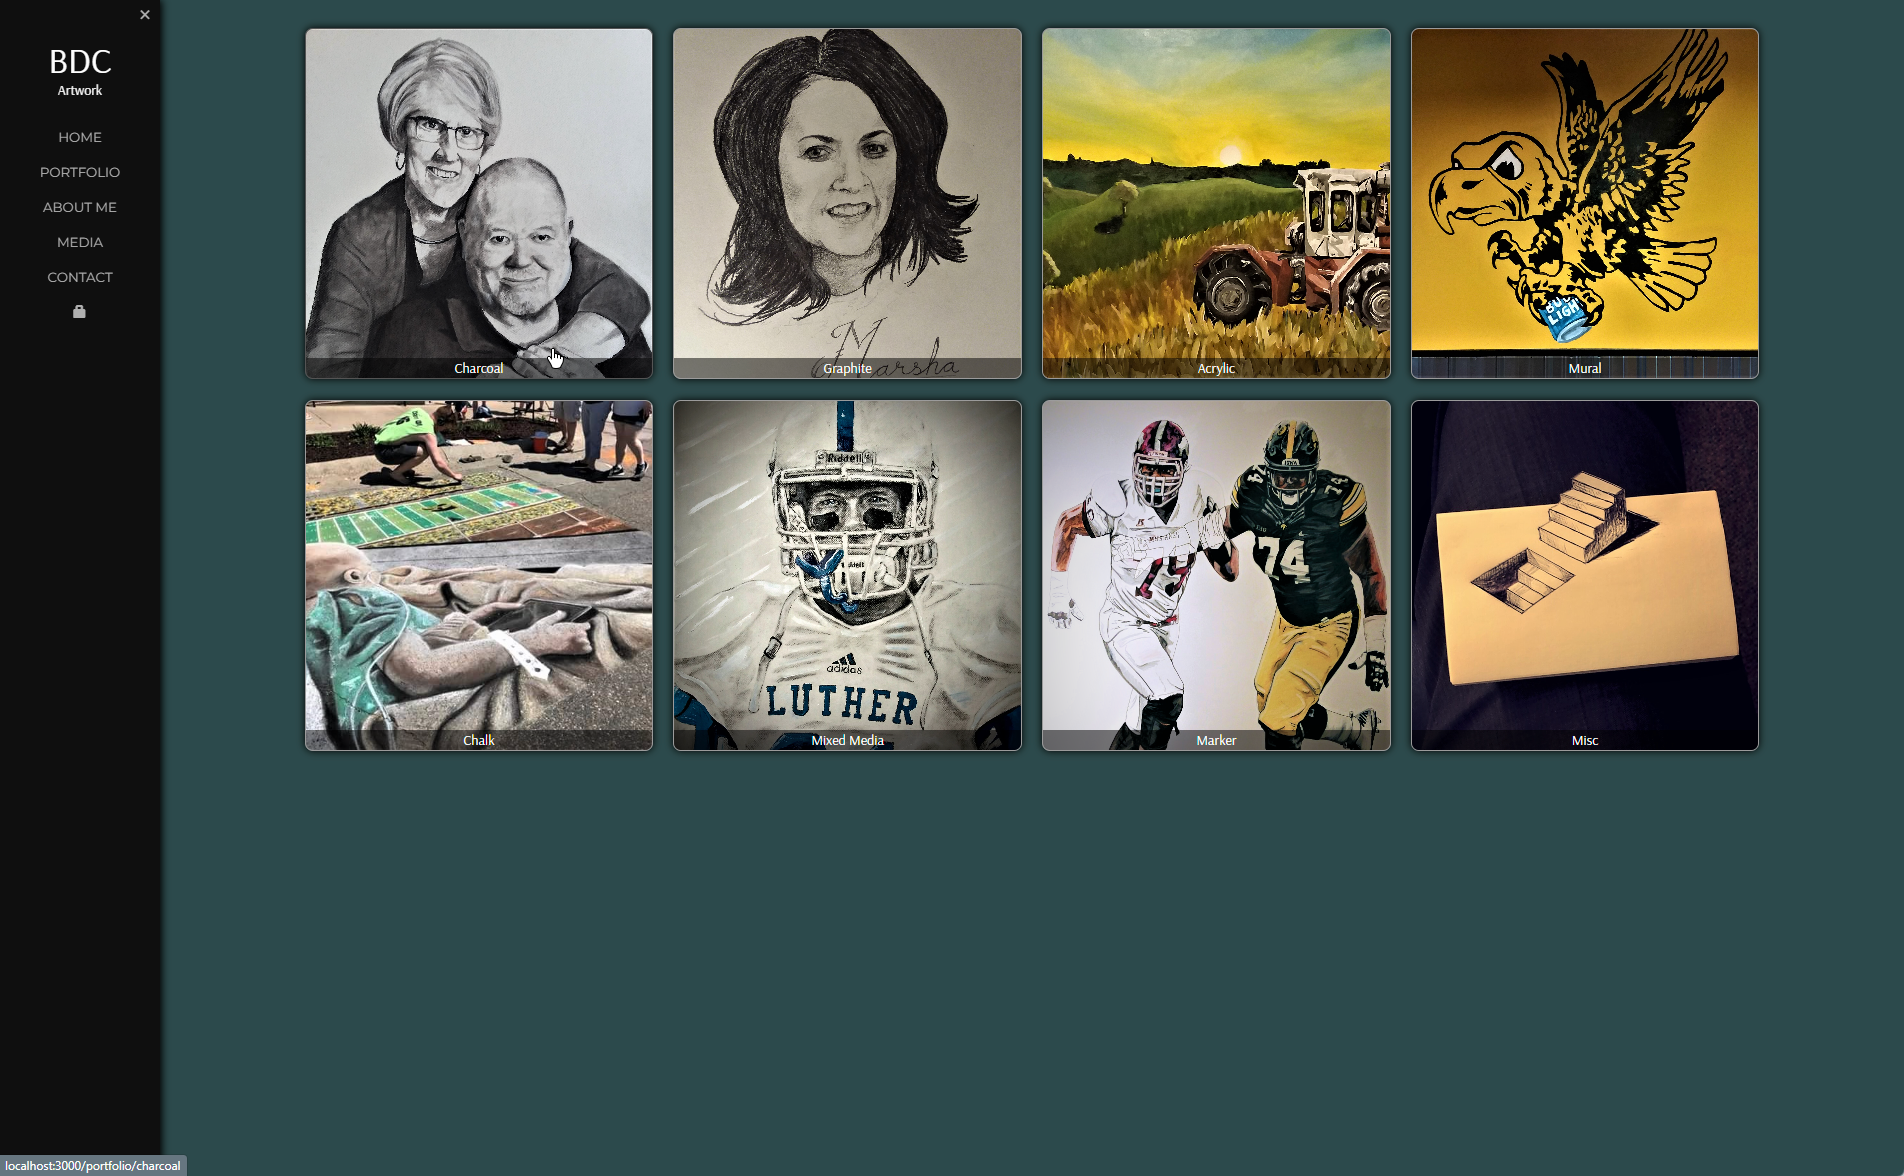 BDC
Artwork
HOME
PORTFOLIO
ABOUT ME
MEDIA
CONTACT
Marsha
BUD
LIGHT
Charcoal
Graphite
Acrylic
Mural
Riddell
74
74
adidas
LUTHER
Chalk
Mixed Media
Marker
Misc
localhost:3000/portfolio/charcoal